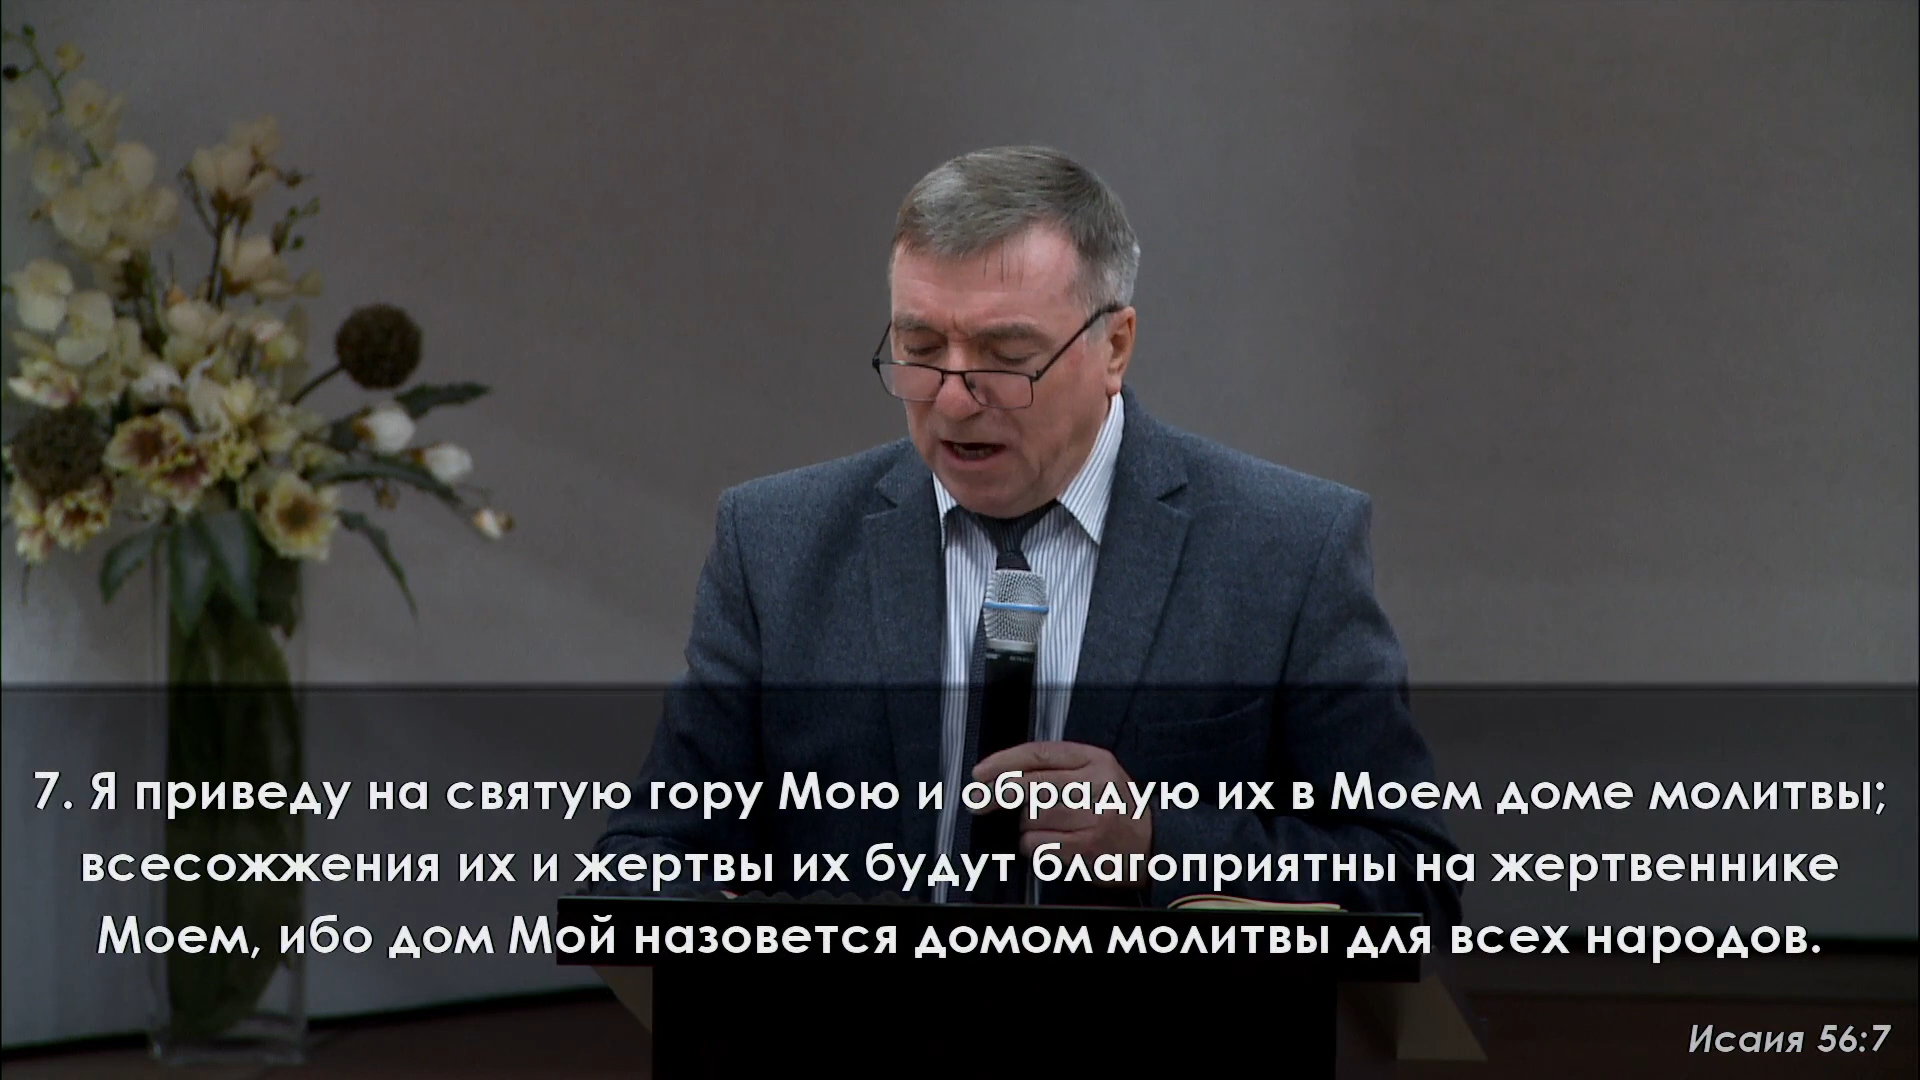 7. Я приведу на святую гору Мою и обрадую их в Моем доме молитвы;
всесожжения их и жертвы их будут благоприятны на жертвеннике
Моем, ибо дом Мой назовется домом молитвы для всех народов.
Исаия 56:7